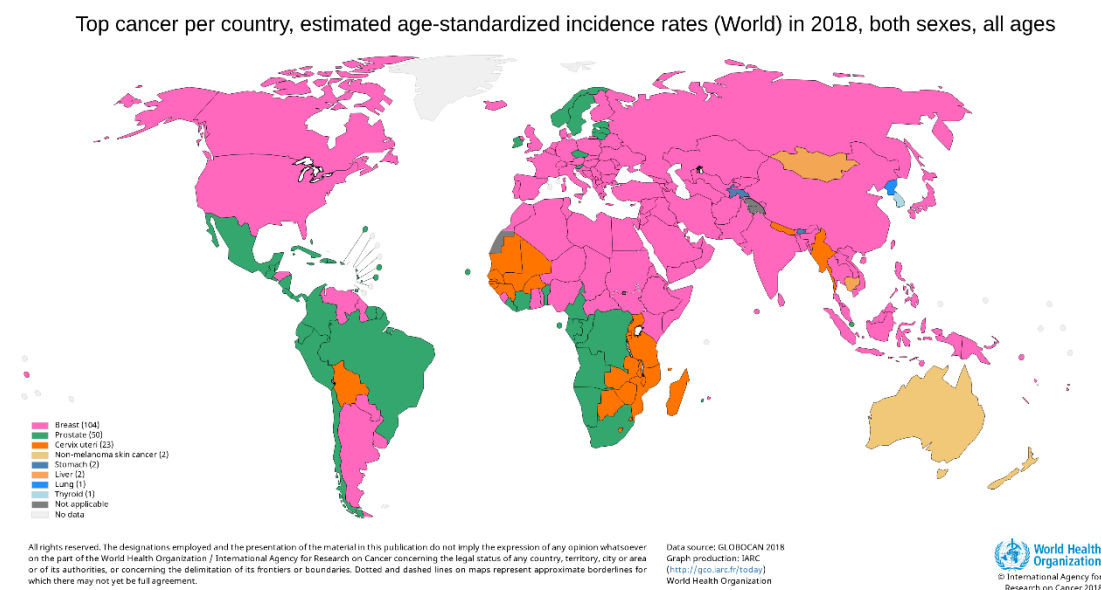 Top cancer per country, estimated age-standardized incidence rates (World) in 2018, both sexes, all ages
Breast (104)
Prostate (50)
Cervix uteri (23)
Non-melanoma skin cancer (2)
Stomach (2)
Liver (2)
Lung (1)
Thyroid (1)
Not applicable
No data
All rights reserved. The designations employed and the presentation of the material in this publication do not imply the expression of any opinion whatsoever
on the part of the World Health Organization / International Agency for Research on Cancer concerning the legal status of any country, territory, city or area
or of its authorities, or concerning the delimitation of its frontiers or boundaries. Dotted and dashed lines on maps represent approximate borderlines for
which there may not yet be full agreement.
Data source: GLOBOCAN 2018
Graph production: IARC
(http://gco.iarc.fr/today)
World Health Organization
World Health
Organization
© International Agency for
Research on Cancer 2018